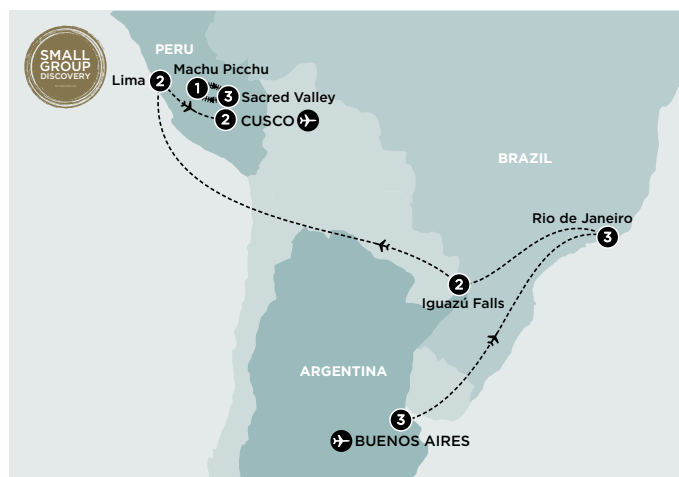 SMALL
GROUP
DISCOVERY
PERU
Machu Picchu
Lima 2
1
3 Sacred Valley
2 CUSCO
BRAZIL
Rio de Janeiro
3
2
Iguazú Falls
ARGENTINA
3
BUENOS AIRES